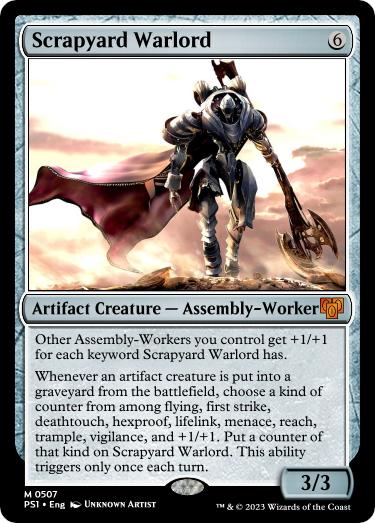 Scrapyard Warlord 6
Artifact Creature — Assembly-Worker
Other Assembly-Workers you control get +1/+1
for each keyword Scrapyard Warlord has.
Whenever an artifact creature is put into a
graveyard from the battlefield, choose a kind of
counter from among flying, first strike,
deathtouch, hexproof, lifelink, menace, reach,
trample, vigilance, and +1/+1. Put a counter of
that kind on Scrapyard Warlord. This ability
triggers only once each turn.
3/3
M 0507
PS1 • Eng Unknown Artist
™ & © 2023 Wizards of the Coast